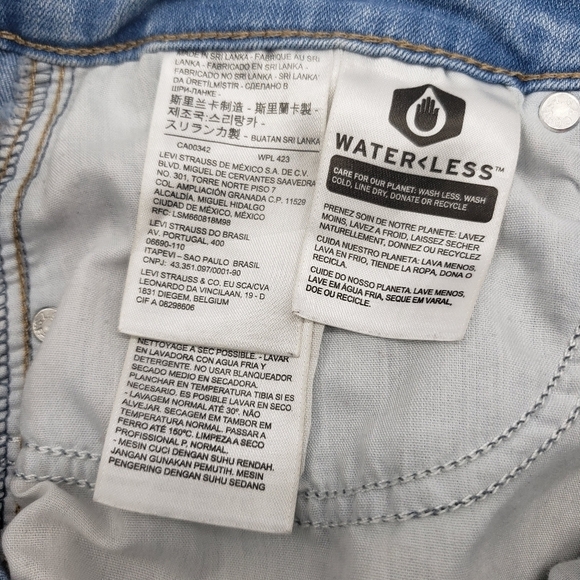 MADE IN SRI LANKA - FABRIQUE AU SRI
LANKA - FABRICADO EN SRI LANKA -
FABRICADO NO SRI LANKA - SRI LANKA'
DA ÜRETİLMİŞTİR - СДЕЛАНО В
ШРИ-ЛАНКЕ -
斯里兰卡制造 - 斯里蘭卡製 -
제조국: 스리랑카 -
スリランカ製 - BUATAN SRI LANKA
CA00342 WPL 423
LEVI STRAUSS DE MÉXICO S.A. DE C.V.
BLVD. MIGUEL DE CERVANTES SAAVEDRA
NO. 301, TORRE NORTE PISO 7
COL. AMPLIACIÓN GRANADA C.P. 11529
ALCALDÍA. MIGUEL HIDALGO
CIUDAD DE MÉXICO, MÉXICO
RFC: LSM660818M98
LEVI STRAUSS DO BRASIL
AV. PORTUGAL, 400
06690-110
ITAPEVI – SAO PAULO BRASIL
CNPJ: 43.351.097/0001-90
LEVI STRAUSS & CO. EU SCA/CVA
LEONARDO DA VINCILAAN, 19 - D
1831 DIEGEM, BELGIUM
CIF A 08298606
NETTOYAGE A SEC POSSIBLE. - LAVAR
EN LAVADORA CON AGUA FRIA Y
DETERGENTE. NO USAR BLANQUEADOR
SECADO MEDIO EN SECADORA.
PLANCHAR EN TEMPERATURA TIBIA SI ES
NECESARIO. ES POSIBLE LAVAR EN SECO
- LAVAGEM NORMAL ATÉ 30º. NÃO
ALVEJAR. SECAGEM EM TAMBOR EM
TEMPERATURA NORMAL. PASSAR A
FERRO ATÉ 150ºC. LIMPEZA A SECO
PROFISSIONAL P, NORMAL.
- MESIN CUCI DENGAN SUHU RENDAH.
JANGAN GUNAKAN PEMUTIH. MESIN
PENGERING DENGAN SUHU SEDANG
WATER<LESS™
CARE FOR OUR PLANET: WASH LESS, WASH
COLD, LINE DRY, DONATE OR RECYCLE
PRENEZ SOIN DE NOTRE PLANETE: LAVEZ
MOINS, LAVEZ A FROID, LAISSEZ SECHER
NATURELLEMENT, DONNEZ OU RECYCLEZ
CUIDA NUESTRO PLANETA: LAVA MENOS,
LAVA EN FRIO, TIENDE LA ROPA, DONA O
RECICLA.
CUIDE DO NOSSO PLANETA. LAVE MENOS,
LAVE EM ÁGUA FRIA, SEQUE EM VARAL,
DOE OU RECICLE.